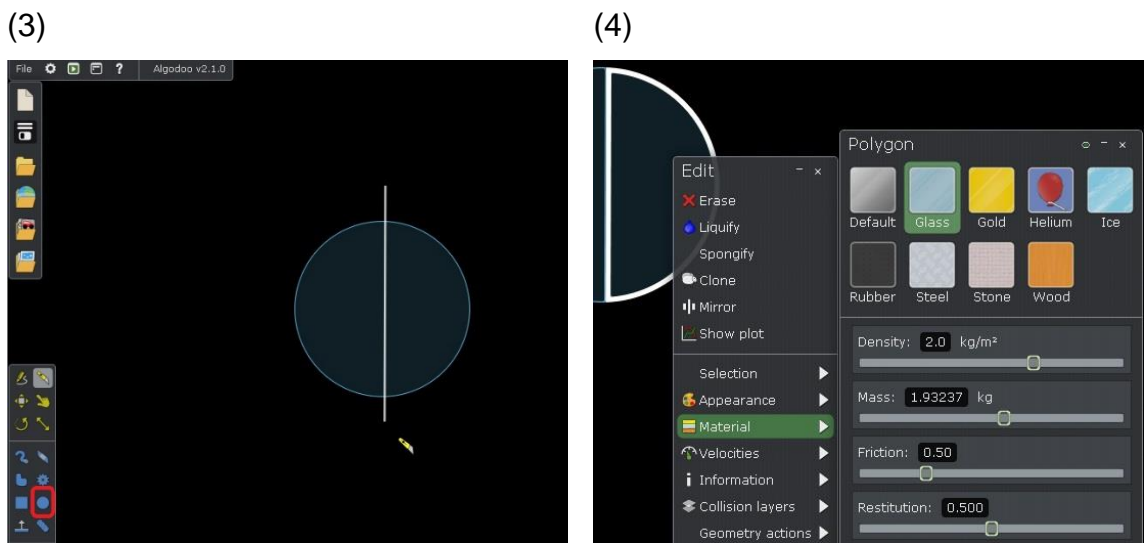 (3)
(4)
File ? Algodoo v2.1.0
Edit
Erase
Liquify
Spongify
Clone
Mirror
Show plot
Selection
Appearance
Material
Velocities
Information
Collision layers
Geometry actions
Polygon
Default Glass Gold Helium Ice
Rubber Steel Stone Wood
Density: 2.0 kg/m²
Mass: 1.93237 kg
Friction: 0.50
Restitution: 0.500